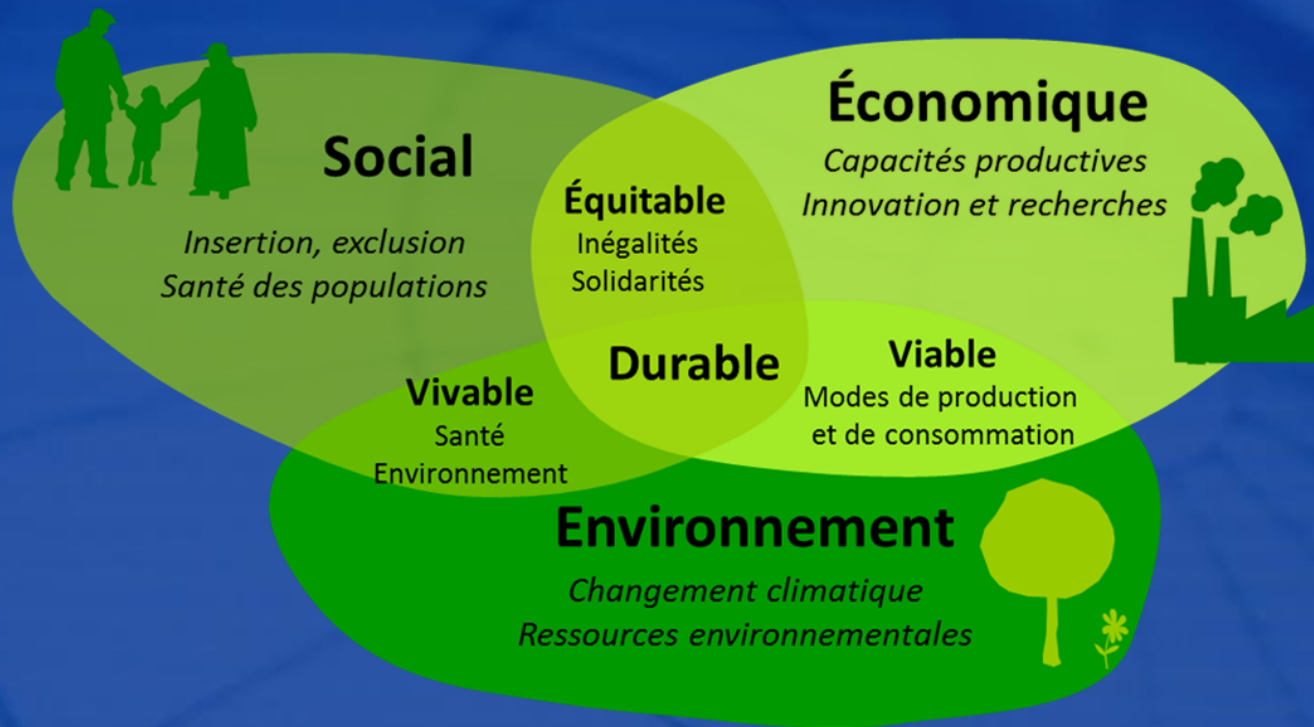 Social
Insertion, exclusion
Santé des populations
Économique
Capacités productives
Innovation et recherches
Équitable
Inégalités
Solidarités
Durable
Vivable
Santé
Environnement
Viable
Modes de production
et de consommation
Environnement
Changement climatique
Ressources environnementales